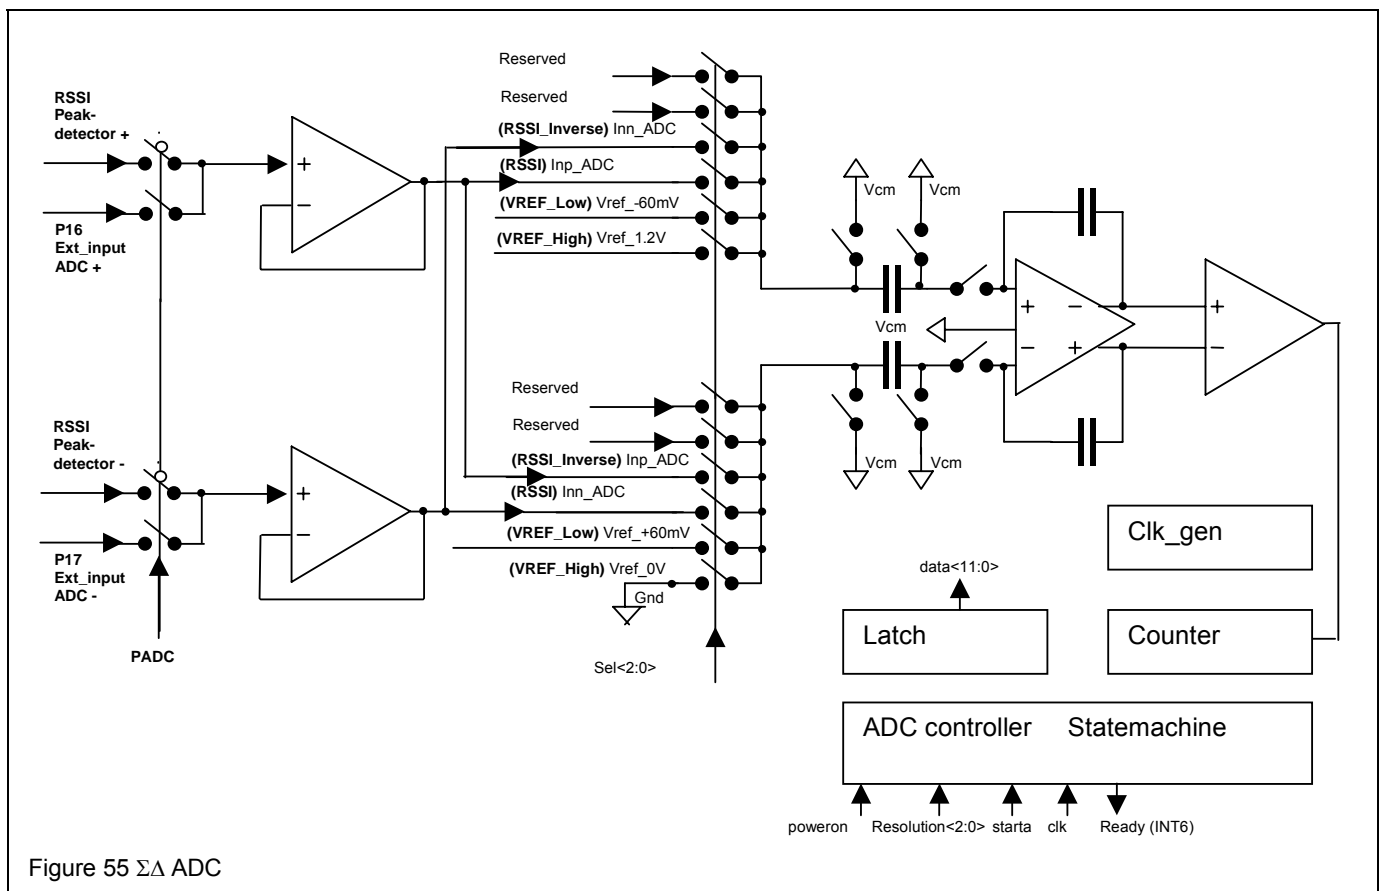 Reserved
RSSI
Peak-
detector +
Reserved
(RSSI_Inverse) Inn_ADC
(RSSI) Inp_ADC
(VREF_Low) Vref_-60mV
(VREF_High) Vref_1.2V
P16
Ext_input
ADC +
+
−
Vcm
Vcm
Vcm
+
−
−
+
+
−
Reserved
Reserved
(RSSI_Inverse) Inp_ADC
(RSSI) Inn_ADC
(VREF_Low) Vref_+60mV
(VREF_High) Vref_0V
Gnd
RSSI
Peak-
detector -
+
−
P17
Ext_input
ADC -
PADC
Sel<2:0>
Vcm
Vcm
Clk_gen
data<11:0>
Latch
Counter
ADC controller Statemachine
poweron Resolution<2:0> starta clk Ready (INT6)
Figure 55 ΣΔ ADC